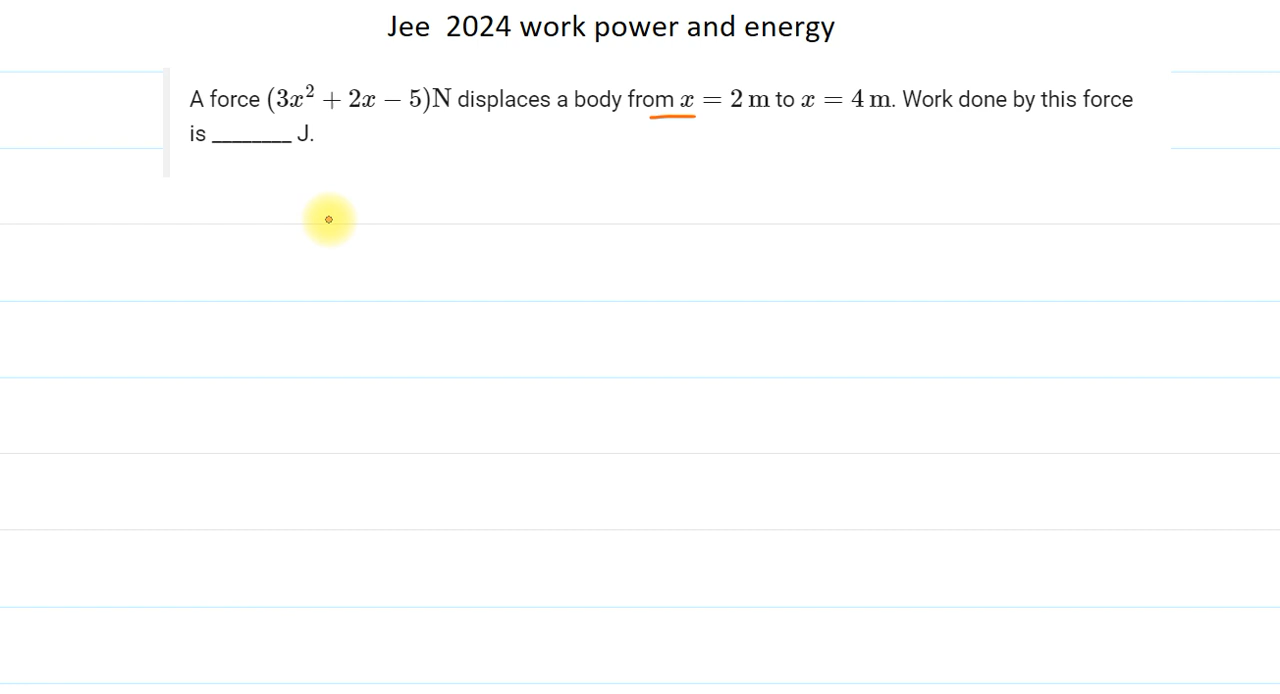 Jee  2024 work power and energy
A force (3x² + 2x − 5)N displaces a body from x = 2 m to x = 4 m. Work done by this force
is ________ J.